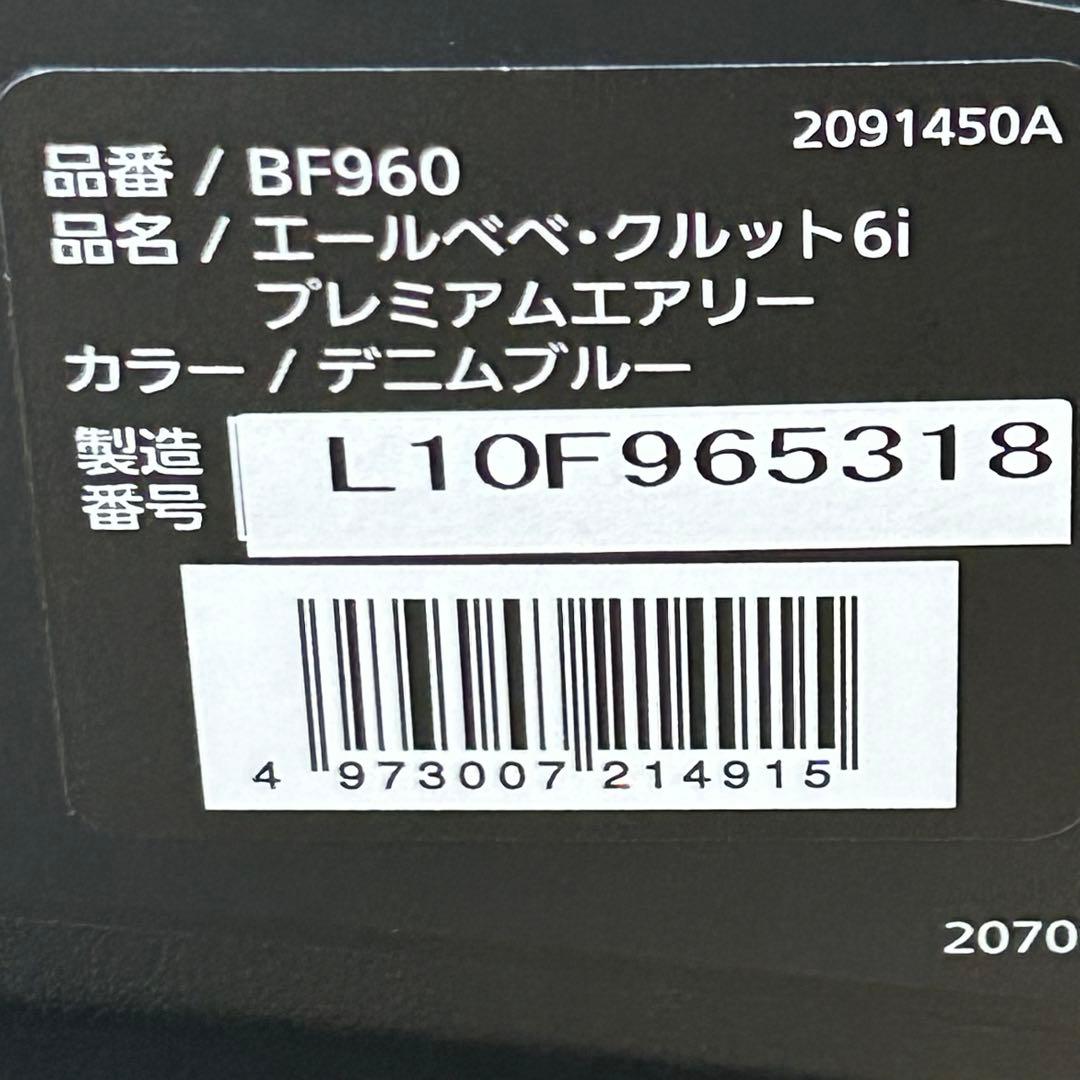 2091450A
品番 / BF960
品名 / エールベベ・クルット6i
プレミアムエアリー
カラー / デニムブルー
製造
番号
L10F965318
4 973007 214915
2070